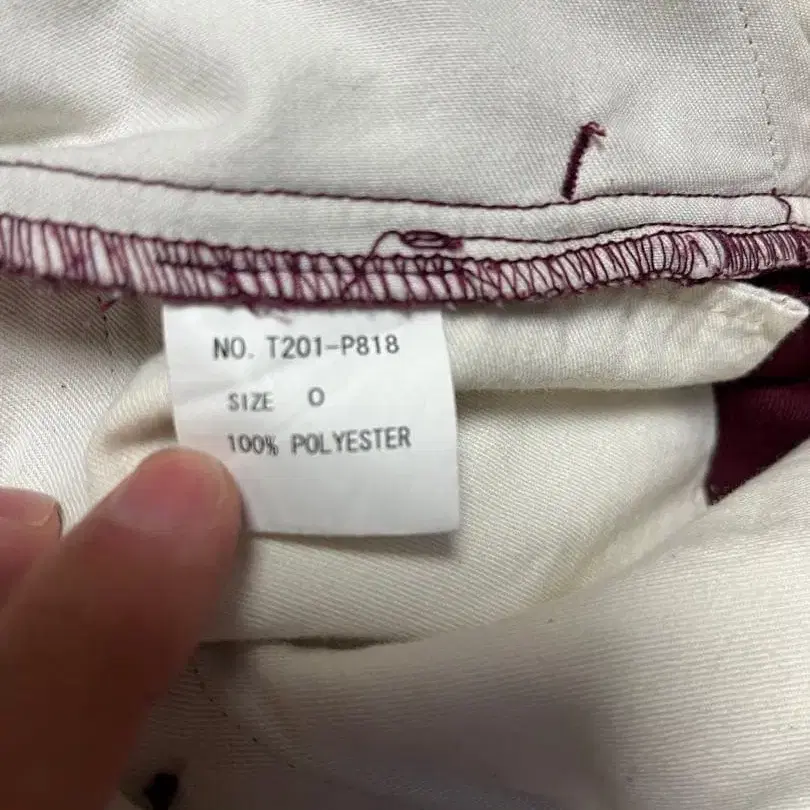 NO. T201-P818
SIZE O
100% POLYESTER